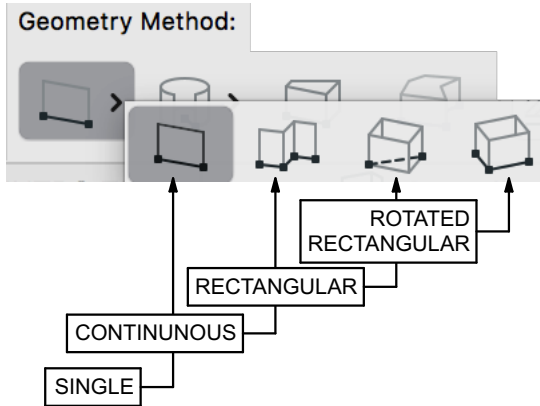 Geometry Method:
ROTATED
RECTANGULAR
RECTANGULAR
CONTINUNOUS
SINGLE